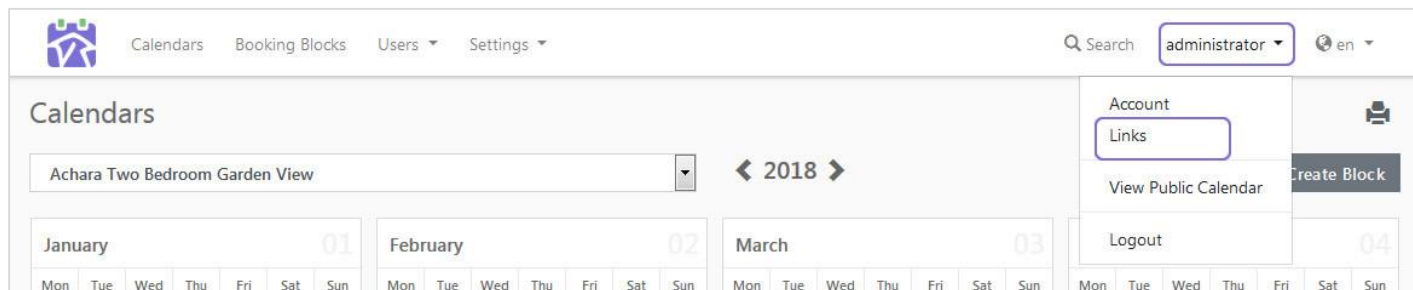 VR Calendars Booking Blocks Users Settings Search administrator en
Account
Calendars
Links
Achara Two Bedroom Garden View 2018 Create Block
View Public Calendar
Logout
January 01 February 02 March 03 04
Mon Tue Wed Thu Fri Sat Sun Mon Tue Wed Thu Fri Sat Sun Mon Tue Wed Thu Fri Sat Sun Mon Tue Wed Thu Fri Sat Sun